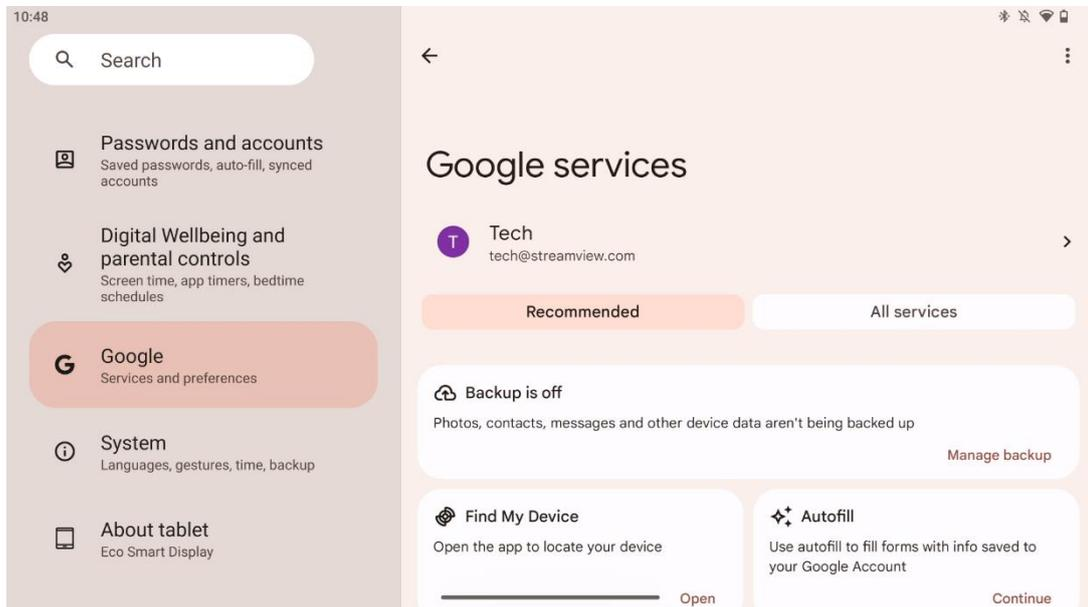 10:48
Search
Passwords and accounts
Saved passwords, auto-fill, synced
accounts
Digital Wellbeing and
parental controls
Screen time, app timers, bedtime
schedules
Google
Services and preferences
System
Languages, gestures, time, backup
About tablet
Eco Smart Display
Google services
T
Tech
tech@streamview.com
Recommended
All services
Backup is off
Photos, contacts, messages and other device data aren't being backed up
Manage backup
Find My Device
Open the app to locate your device
Open
Autofill
Use autofill to fill forms with info saved to
your Google Account
Continue